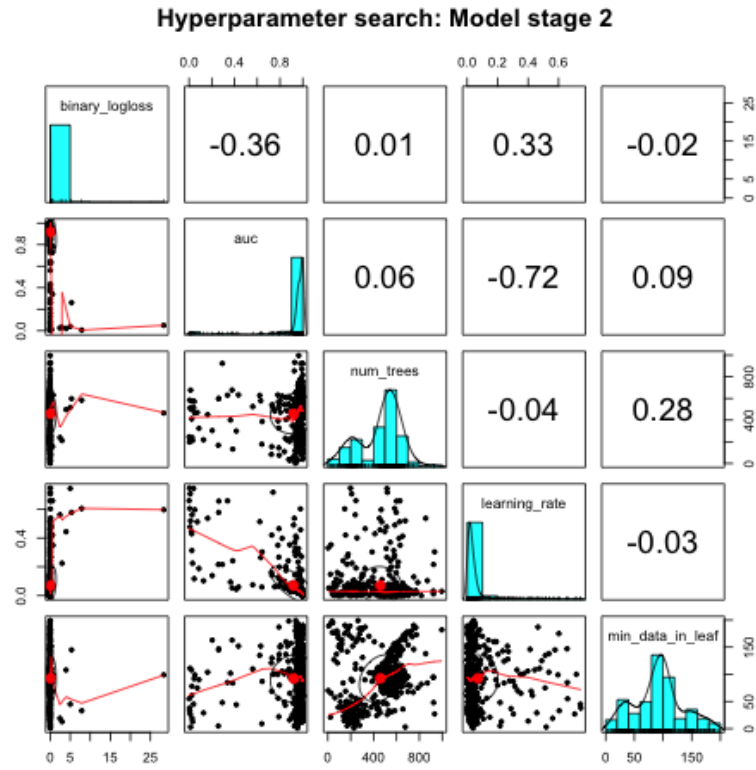 Hyperparameter search: Model stage 2
0.0 0.4 0.8
0.0 0.2 0.4 0.6
binary_logloss
-0.36
0.01
0.33
-0.02
0 5 15 25
0.0 0.4 0.8
auc
0.06
-0.72
0.09
num_trees
-0.04
0.28
0 400 800
0.0 0.4
learning_rate
-0.03
min_data_in_leaf
0 50 150
0 5 15 25
0 400 800
0 50 150